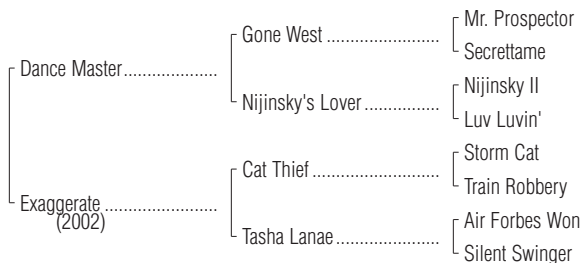 Mr. Prospector
Gone West ........................
Secrettame
Dance Master....................
Nijinsky II
Nijinsky's Lover ................
Luv Luvin'
Storm Cat
Cat Thief ...........................
Train Robbery
Exaggerate ........................
(2002)
Air Forbes Won
Tasha Lanae ......................
Silent Swinger